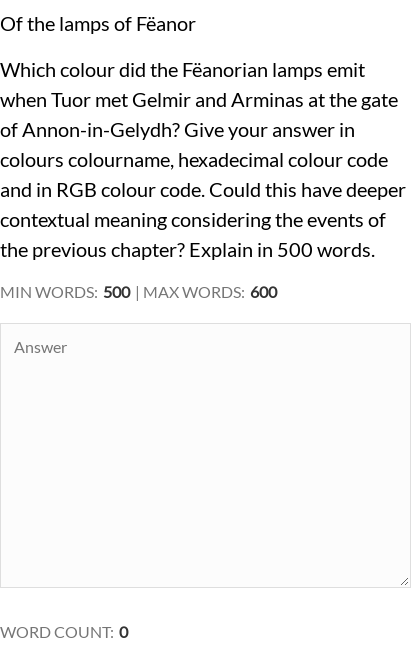 Of the lamps of Fëanor
Which colour did the Fëanorian lamps emit
when Tuor met Gelmir and Arminas at the gate
of Annon-in-Gelydh? Give your answer in
colours colourname, hexadecimal colour code
and in RGB colour code. Could this have deeper
contextual meaning considering the events of
the previous chapter? Explain in 500 words.
MIN WORDS: 500 | MAX WORDS: 600
Answer
WORD COUNT: 0